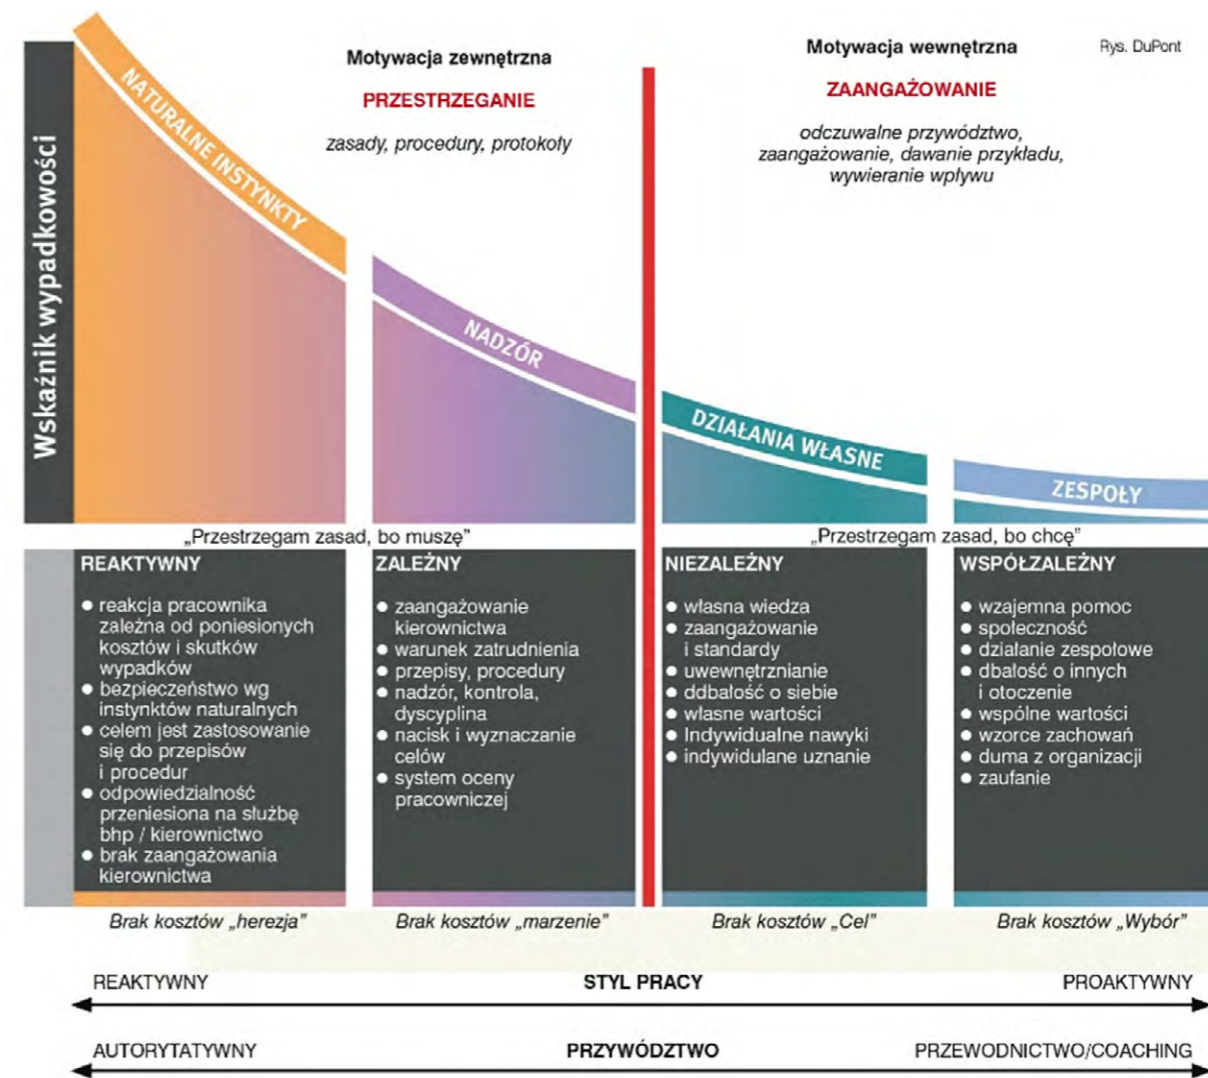 Wskaźnik wypadkowości
NATURALNE INSTYNKTY
NADZÓR
DZIAŁANIA WŁASNE
ZESPOŁY
Motywacja zewnętrzna
PRZESTRZEGANIE
zasady, procedury, protokoły
Motywacja wewnętrzna
ZAANGAŻOWANIE
odczuwalne przywództwo,
zaangażowanie, dawanie przykładu,
wywieranie wpływu
Rys. DuPont
„Przestrzegam zasad, bo muszę”
„Przestrzegam zasad, bo chcę”
REAKTYWNY
● reakcja pracownika
zależna od poniesionych
kosztów i skutków
wypadków
● bezpieczeństwo wg
instynktów naturalnych
● celem jest zastosowanie
się do przepisów
i procedur
● odpowiedzialność
przeniesiona na służbę
bhp / kierownictwo
● brak zaangażowania
kierownictwa
ZALEŻNY
● zaangażowanie
kierownictwa
● warunek zatrudnienia
● przepisy, procedury
● nadzór, kontrola,
dyscyplina
● nacisk i wyznaczanie
celów
● system oceny
pracowniczej
NIEZALEŻNY
● własna wiedza
● zaangażowanie
i standardy
● uwewnętrznianie
● ddbałość o siebie
● własne wartości
● Indywidualne nawyki
● indywidulane uznanie
WSPÓŁZALEŻNY
● wzajemna pomoc
● społeczność
● działanie zespołowe
● dbałość o innych
i otoczenie
● wspólne wartości
● wzorce zachowań
● duma z organizacji
● zaufanie
Brak kosztów „herezja”
Brak kosztów „marzenie”
Brak kosztów „Cel”
Brak kosztów „Wybór”
REAKTYWNY STYL PRACY PROAKTYWNY
AUTORYTATYWNY PRZYWÓDZTWO PRZEWODNICTWO/COACHING